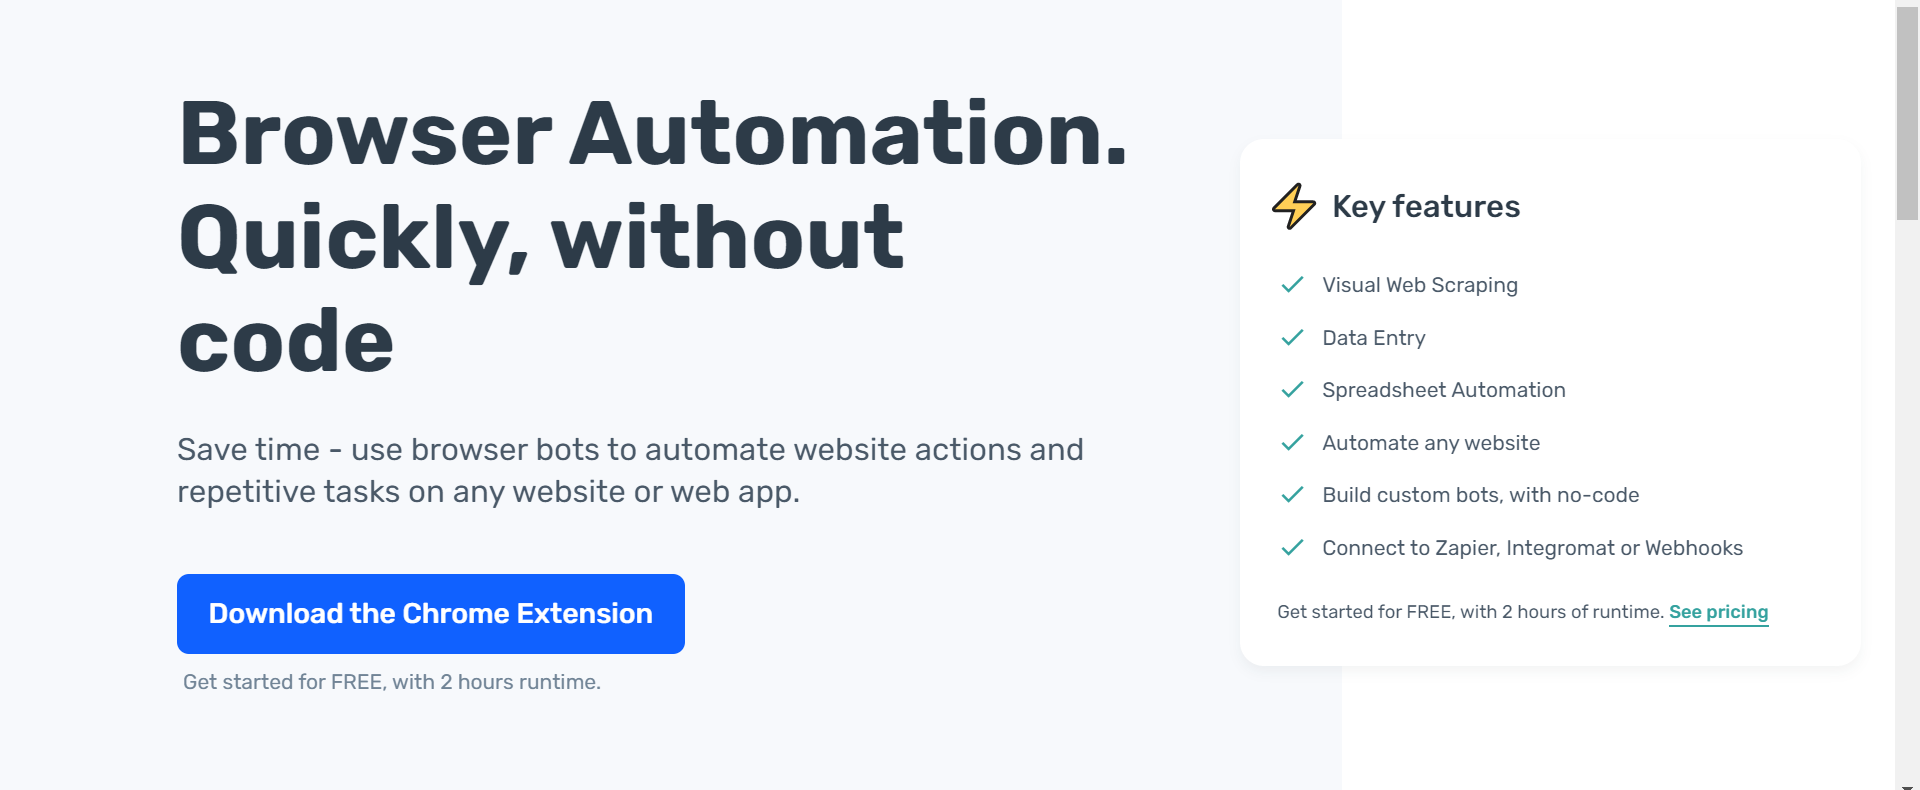 Browser Automation.
Quickly, without
code
Save time - use browser bots to automate website actions and
repetitive tasks on any website or web app.
Download the Chrome Extension
Get started for FREE, with 2 hours runtime.
Key features
Visual Web Scraping
Data Entry
Spreadsheet Automation
Automate any website
Build custom bots, with no-code
Connect to Zapier, Integromat or Webhooks
Get started for FREE, with 2 hours of runtime. See pricing